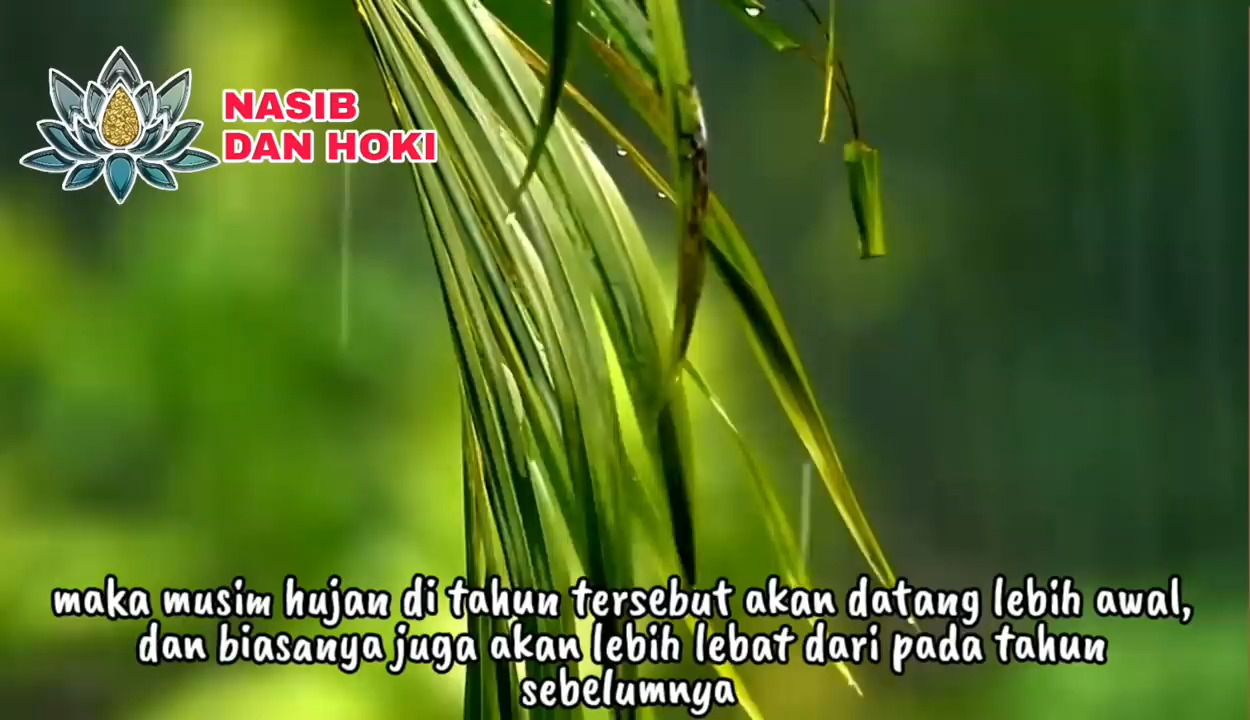 NASIB
DAN HOKI
maka musim hujan di tahun tersebut akan datang lebih awal,
dan biasanya juga akan lebih lebat dari pada tahun
sebelumnya